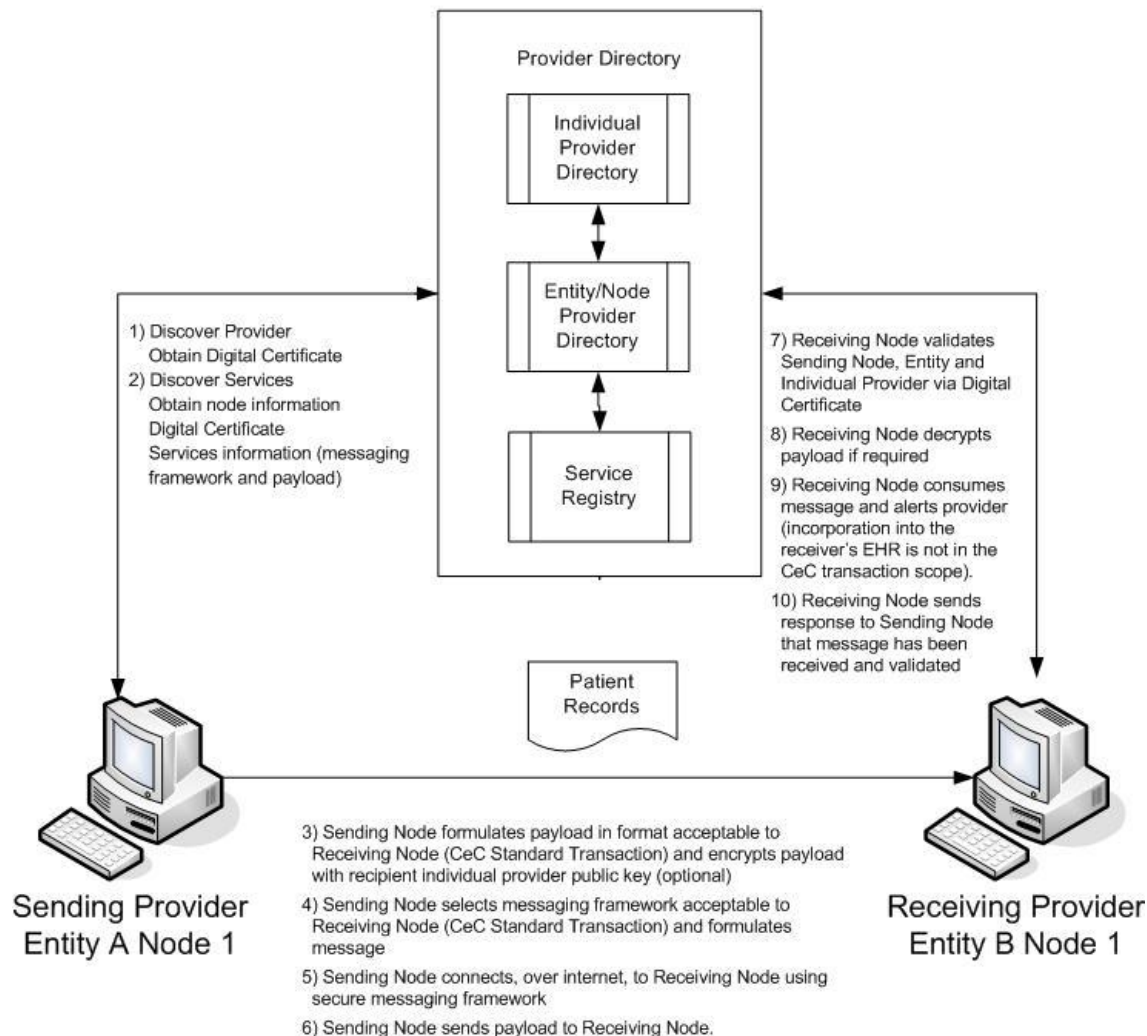 Provider Directory
Individual
Provider
Directory
Entity/Node
Provider
Directory
Service
Registry
1) Discover Provider
Obtain Digital Certificate
2) Discover Services
Obtain node information
Digital Certificate
Services information (messaging
framework and payload)
7) Receiving Node validates
Sending Node, Entity and
Individual Provider via Digital
Certificate
8) Receiving Node decrypts
payload if required
9) Receiving Node consumes
message and alerts provider
(incorporation into the
receiver's EHR is not in the
CeC transaction scope).
10) Receiving Node sends
response to Sending Node
that message has been
received and validated
Patient
Records
3) Sending Node formulates payload in format acceptable to
Receiving Node (CeC Standard Transaction) and encrypts payload
with recipient individual provider public key (optional)
4) Sending Node selects messaging framework acceptable to
Receiving Node (CeC Standard Transaction) and formulates
message
5) Sending Node connects, over internet, to Receiving Node using
secure messaging framework
6) Sending Node sends payload to Receiving Node.
Sending Provider
Entity A Node 1
Receiving Provider
Entity B Node 1